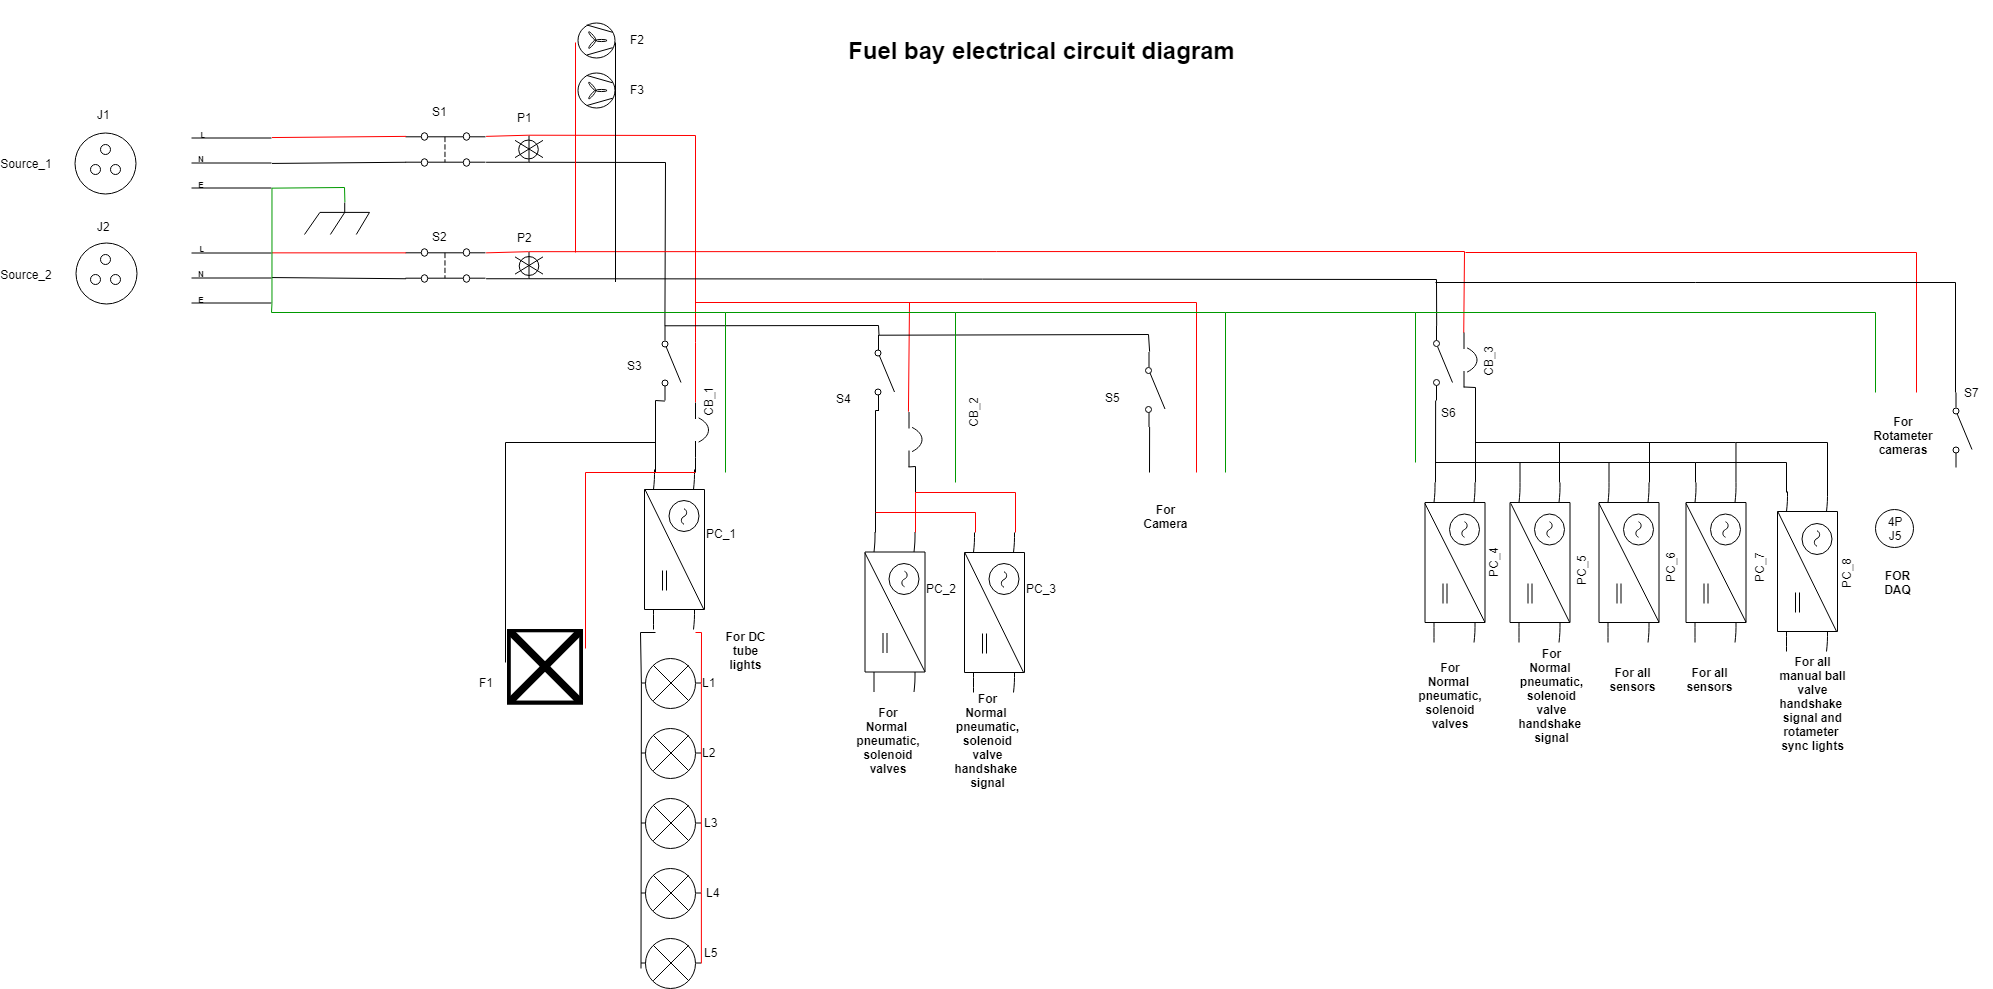 Fuel bay electrical circuit diagram
F2
F3
J1
S1
P1
L
N
E
Source_1
J2
S2
P2
L
N
E
Source_2
S3
CB_1
S4
CB_2
S5
CB_3
S6
S7
For
Rotameter
cameras
For
Camera
PC_1
PC_2
PC_3
PC_4
PC_5
PC_6
PC_7
PC_8
4P
J5
FOR
DAQ
F1
For DC
tube
lights
L1
L2
L3
L4
L5
For
Normal
pneumatic,
solenoid
valves
For
Normal
pneumatic,
solenoid
valve
handshake
signal
For
Normal
pneumatic,
solenoid
valves
For
Normal
pneumatic,
solenoid
valve
handshake
signal
For all
sensors
For all
sensors
For all
manual ball
valve
handshake
signal and
rotameter
sync lights